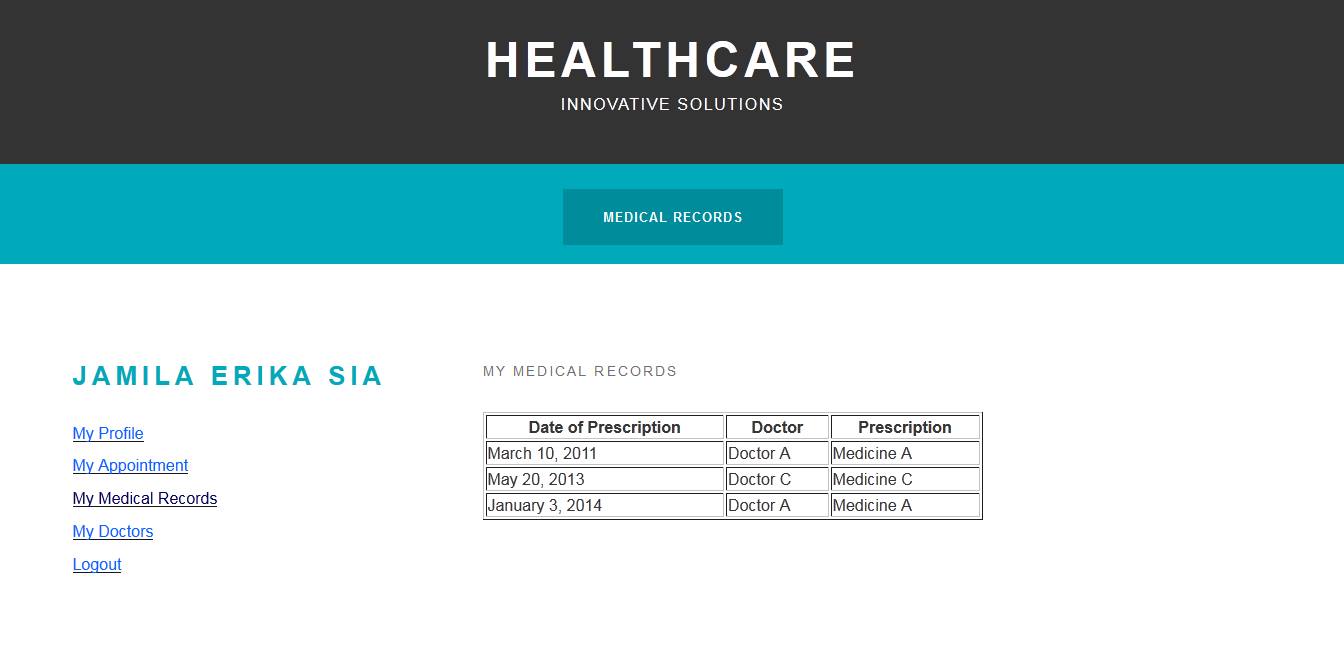 HEALTHCARE
INNOVATIVE SOLUTIONS
MEDICAL RECORDS
JAMILA ERIKA SIA
My Profile
My Appointment
My Medical Records
My Doctors
Logout
MY MEDICAL RECORDS
Date of Prescription Doctor Prescription
March 10, 2011 Doctor A Medicine A
May 20, 2013 Doctor C Medicine C
January 3, 2014 Doctor A Medicine A